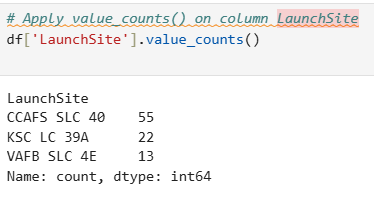 # Apply value_counts() on column LaunchSite
df['LaunchSite'].value_counts()
LaunchSite
CCAFS SLC 40    55
KSC LC 39A      22
VAFB SLC 4E     13
Name: count, dtype: int64